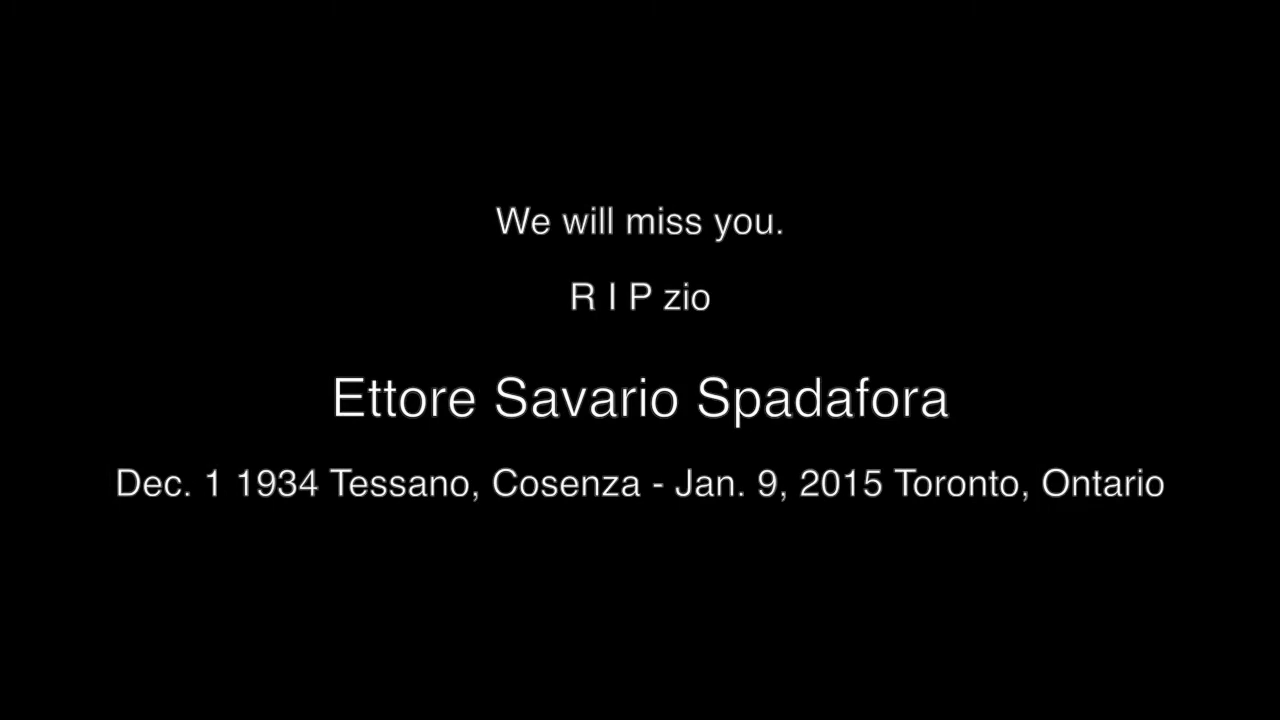 We will miss you.
R I P zio
Ettore Savario Spadafora
Dec. 1 1934 Tessano, Cosenza - Jan. 9, 2015 Toronto, Ontario